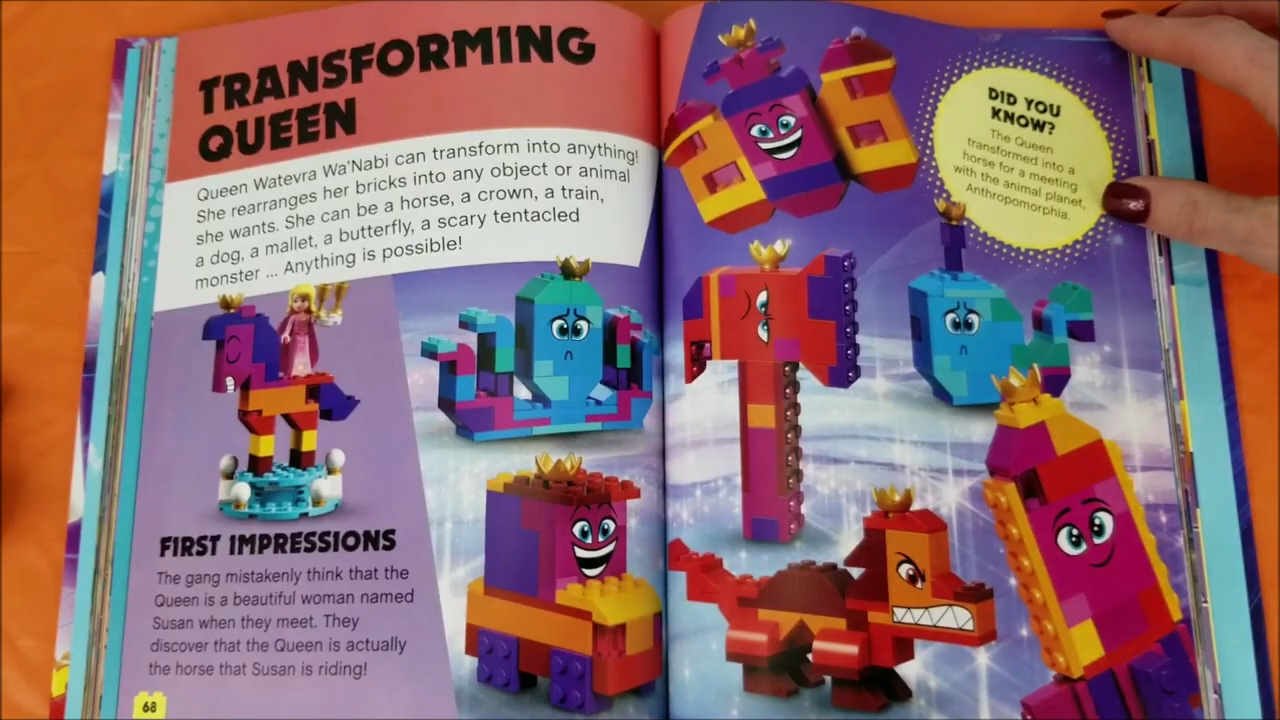 TRANSFORMING
QUEEN
Queen Watevra Wa'Nabi can transform into anything!
She rearranges her bricks into any object or animal
she wants. She can be a horse, a crown, a train,
a dog, a mallet, a butterfly, a scary tentacled
monster ... Anything is possible!
FIRST IMPRESSIONS
The gang mistakenly think that the
Queen is a beautiful woman named
Susan when they meet. They
discover that the Queen is actually
the horse that Susan is riding!
68
DID YOU
KNOW?
The Queen
transformed into a
horse for a meeting
with the animal planet,
Anthropomorphia.